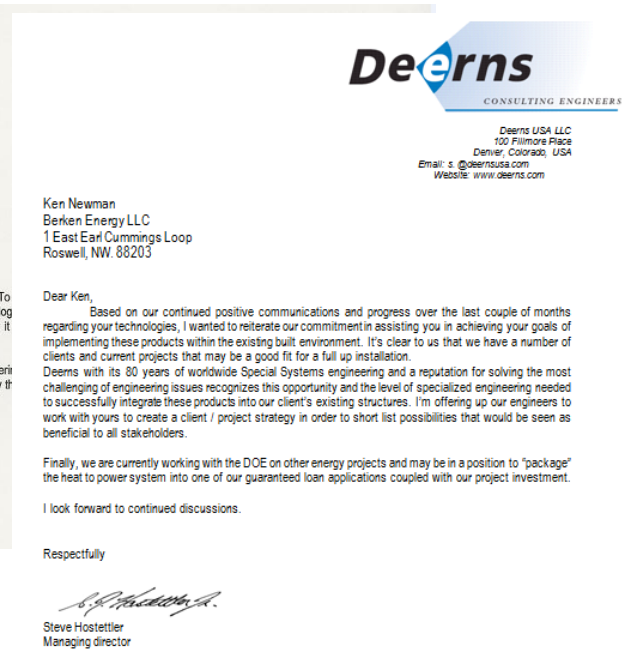 Deerns
CONSULTING ENGINEERS
Deerns USA LLC
100 Fillmore Place
Denver, Colorado, USA
Email: s. @deernsusa.com
Website: www.deerns.com
Ken Newman
Berken Energy LLC
1 East Earl Cummings Loop
Roswell, NW. 88203
Dear Ken,
Based on our continued positive communications and progress over the last couple of months
regarding your technologies, I wanted to reiterate our commitment in assisting you in achieving your goals of
implementing these products within the existing built environment. It's clear to us that we have a number of
clients and current projects that may be a good fit for a full up installation.
Deerns with its 80 years of worldwide Special Systems engineering and a reputation for solving the most
challenging of engineering issues recognizes this opportunity and the level of specialized engineering needed
to successfully integrate these products into our client's existing structures. I'm offering up our engineers to
work with yours to create a client / project strategy in order to short list possibilities that would be seen as
beneficial to all stakeholders.
Finally, we are currently working with the DOE on other energy projects and may be in a position to "package"
the heat to power system into one of our guaranteed loan applications coupled with our project investment.
I look forward to continued discussions.
Respectfully
S. J. Hostettler Jr.
Steve Hostettler
Managing director
To
it